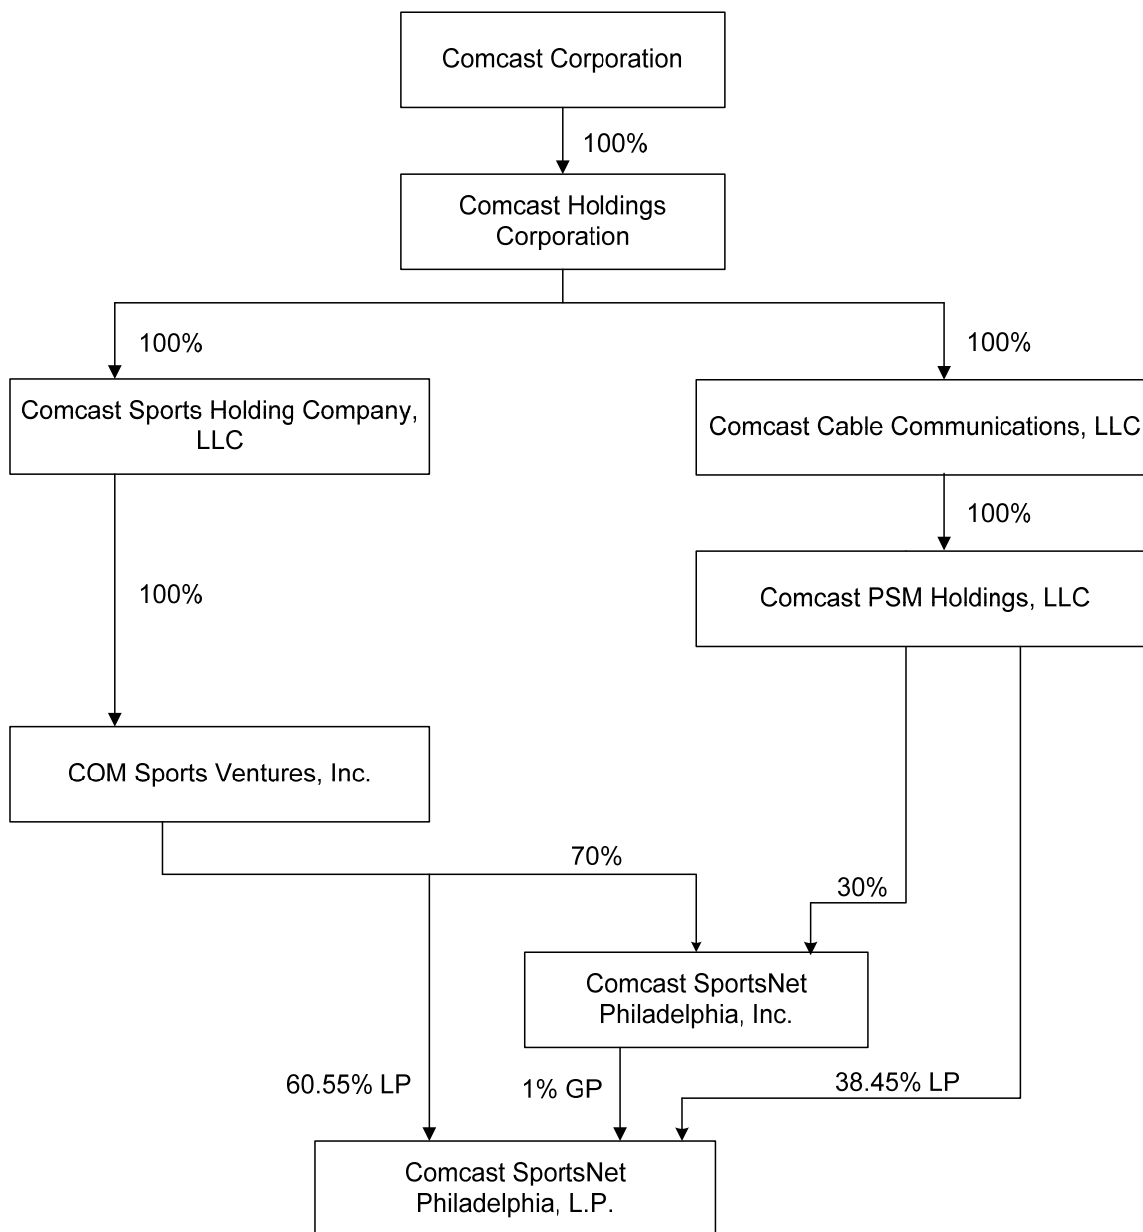 Comcast Corporation
100%
Comcast Holdings
Corporation
100%
100%
Comcast Sports Holding Company,
LLC
Comcast Cable Communications, LLC
100%
100%
Comcast PSM Holdings, LLC
COM Sports Ventures, Inc.
70%
30%
Comcast SportsNet
Philadelphia, Inc.
60.55% LP
1% GP
38.45% LP
Comcast SportsNet
Philadelphia, L.P.